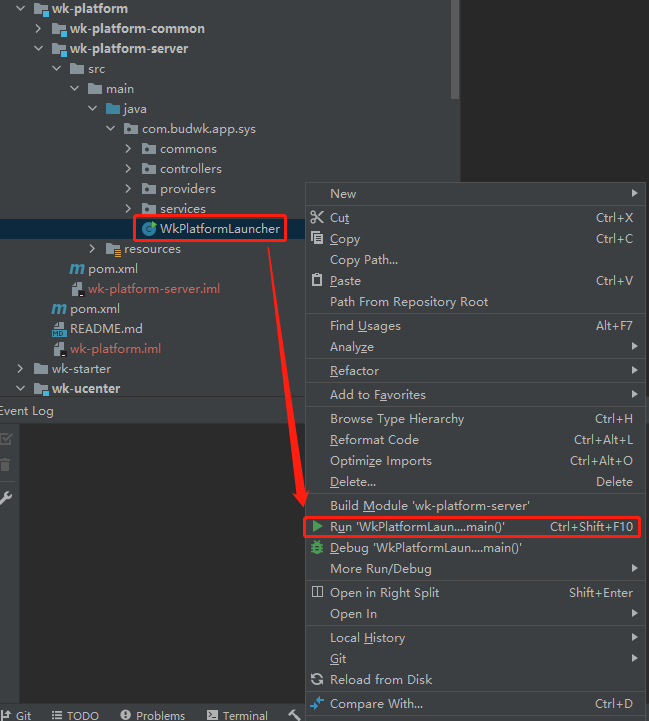 wk-platform
wk-platform-common
wk-platform-server
src
main
java
com.budwk.app.sys
commons
controllers
providers
services
WkPlatformLauncher
resources
pom.xml
wk-platform-server.iml
pom.xml
README.md
wk-platform.iml
wk-starter
wk-ucenter
Event Log
New
Cut Ctrl+X
Copy Ctrl+C
Copy Path...
Paste Ctrl+V
Path From Repository Root
Find Usages Alt+F7
Analyze
Refactor
Add to Favorites
Browse Type Hierarchy Ctrl+H
Reformat Code Ctrl+Alt+L
Optimize Imports Ctrl+Alt+O
Delete... Delete
Build Module 'wk-platform-server'
Run 'WkPlatformLaun....main()' Ctrl+Shift+F10
Debug 'WkPlatformLaun....main()'
More Run/Debug
Open in Right Split Shift+Enter
Open In
Local History
Git
Reload from Disk
Compare With... Ctrl+D
Git TODO Problems Terminal